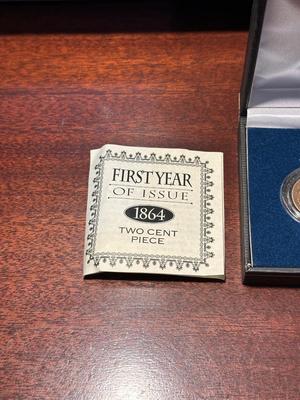 FIRST YEAR
OF ISSUE
1864
TWO CENT
PIECE